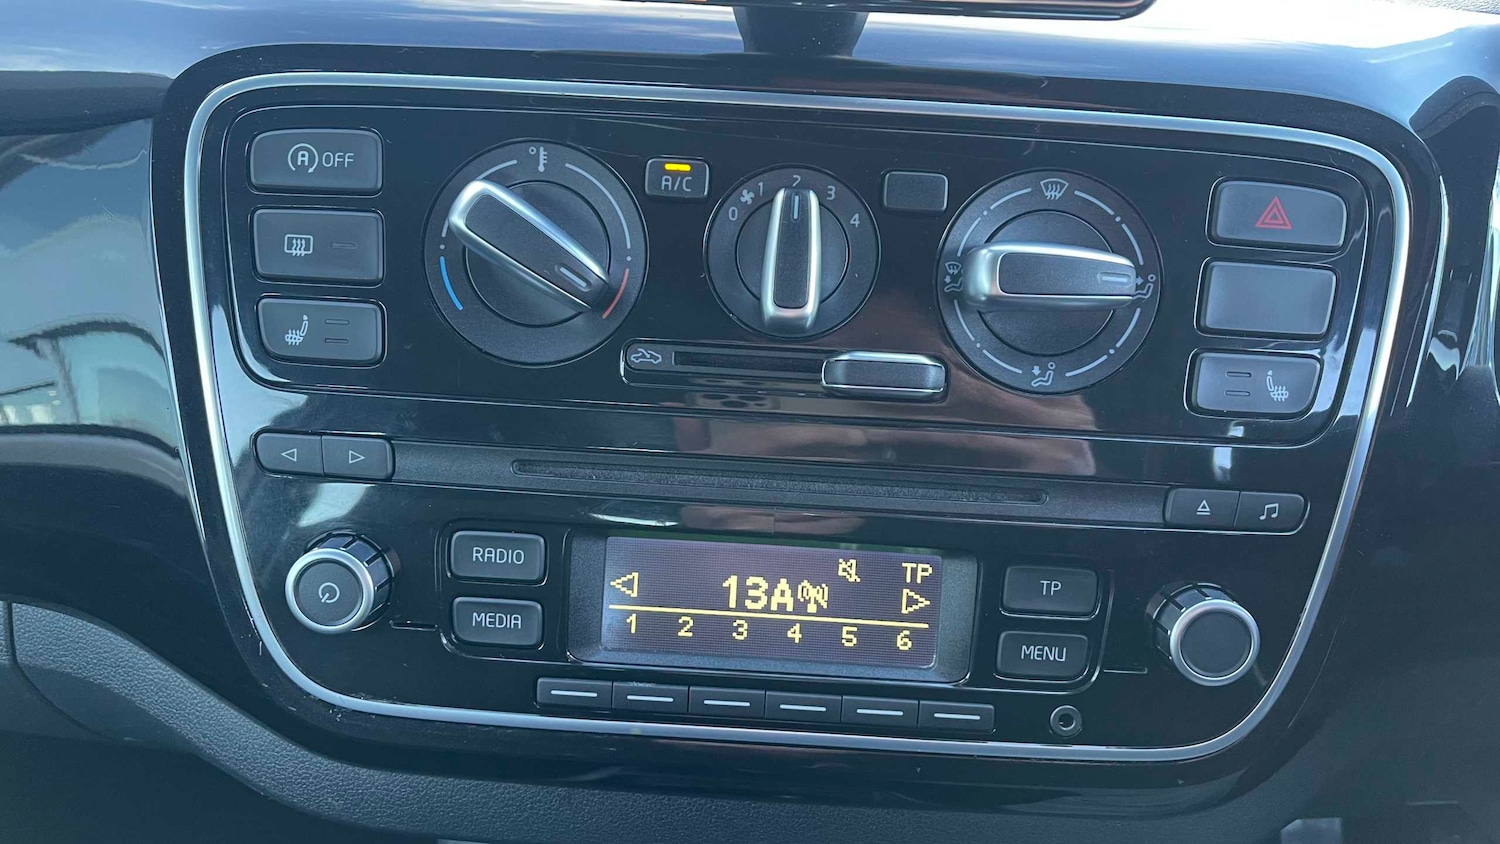 A OFF
A/C
0 1 2 3 4
RADIO
MEDIA
13A
TP
1 2 3 4 5 6
TP
MENU